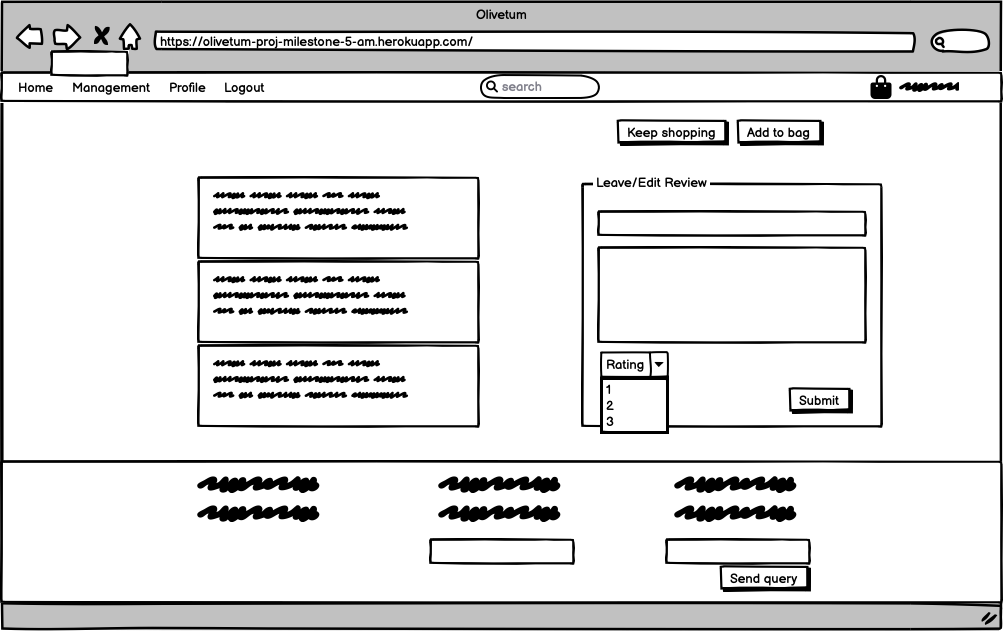 Olivetum
https://olivetum-proj-milestone-5-am.herokuapp.com/
Home Management Profile Logout search
Keep shopping Add to bag
Leave/Edit Review
Rating
1
2
3
Submit
Send query